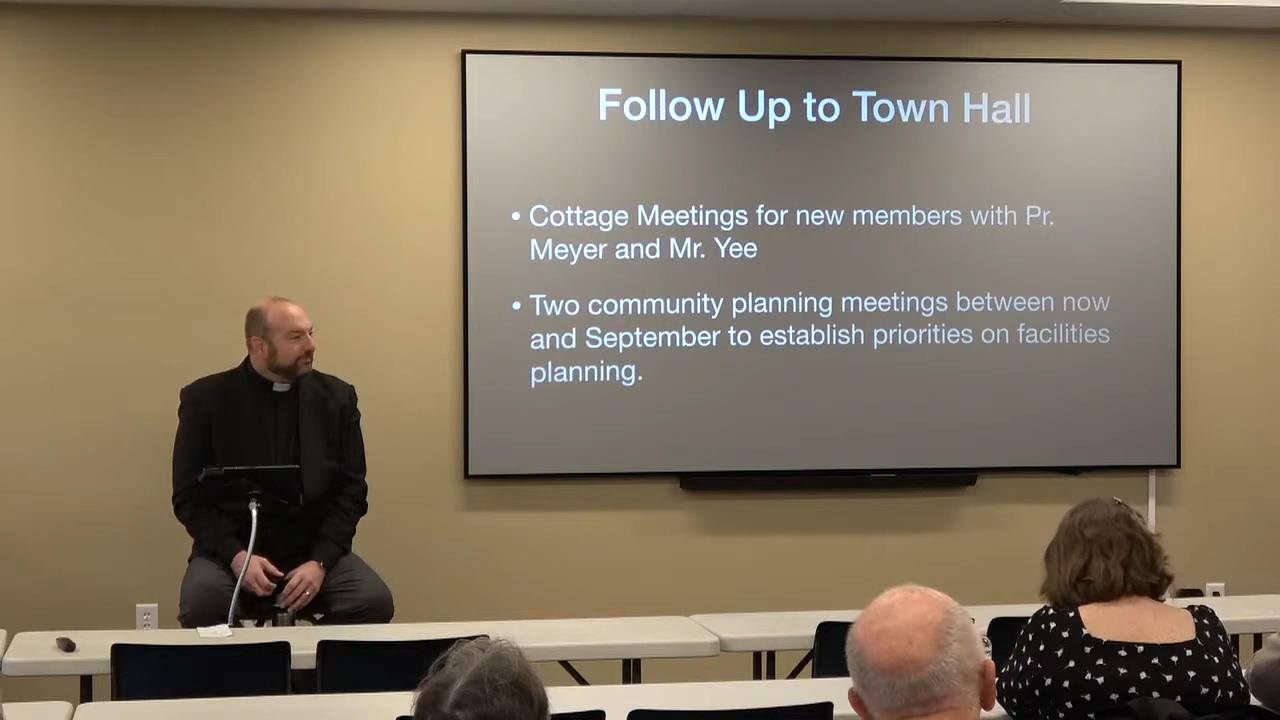 Follow Up to Town Hall
• Cottage Meetings for new members with Pr.
Meyer and Mr. Yee
• Two community planning meetings between now
and September to establish priorities on facilities
planning.